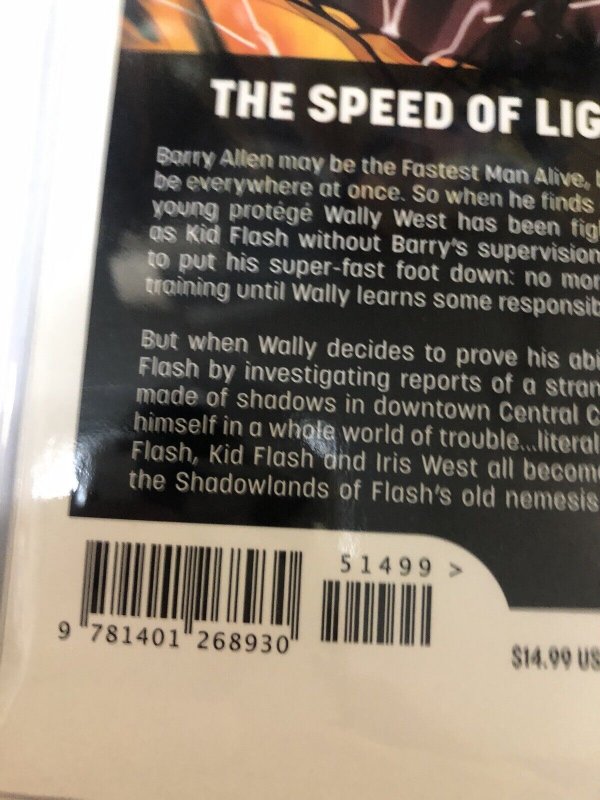 THE SPEED OF LIG
Barry Allen may be the Fastest Man Alive,
be everywhere at once. So when he finds
young protégé Wally West has been fig
as Kid Flash without Barry's supervision
to put his super-fast foot down: no mor
training until Wally learns some responsib
But when Wally decides to prove his abi
Flash by investigating reports of a stran
made of shadows in downtown Central C
himself in a whole world of trouble...literal
Flash, Kid Flash and Iris West all becom
the Shadowlands of Flash's old nemesis
51499 >
9 781401 268930
$14.99 US